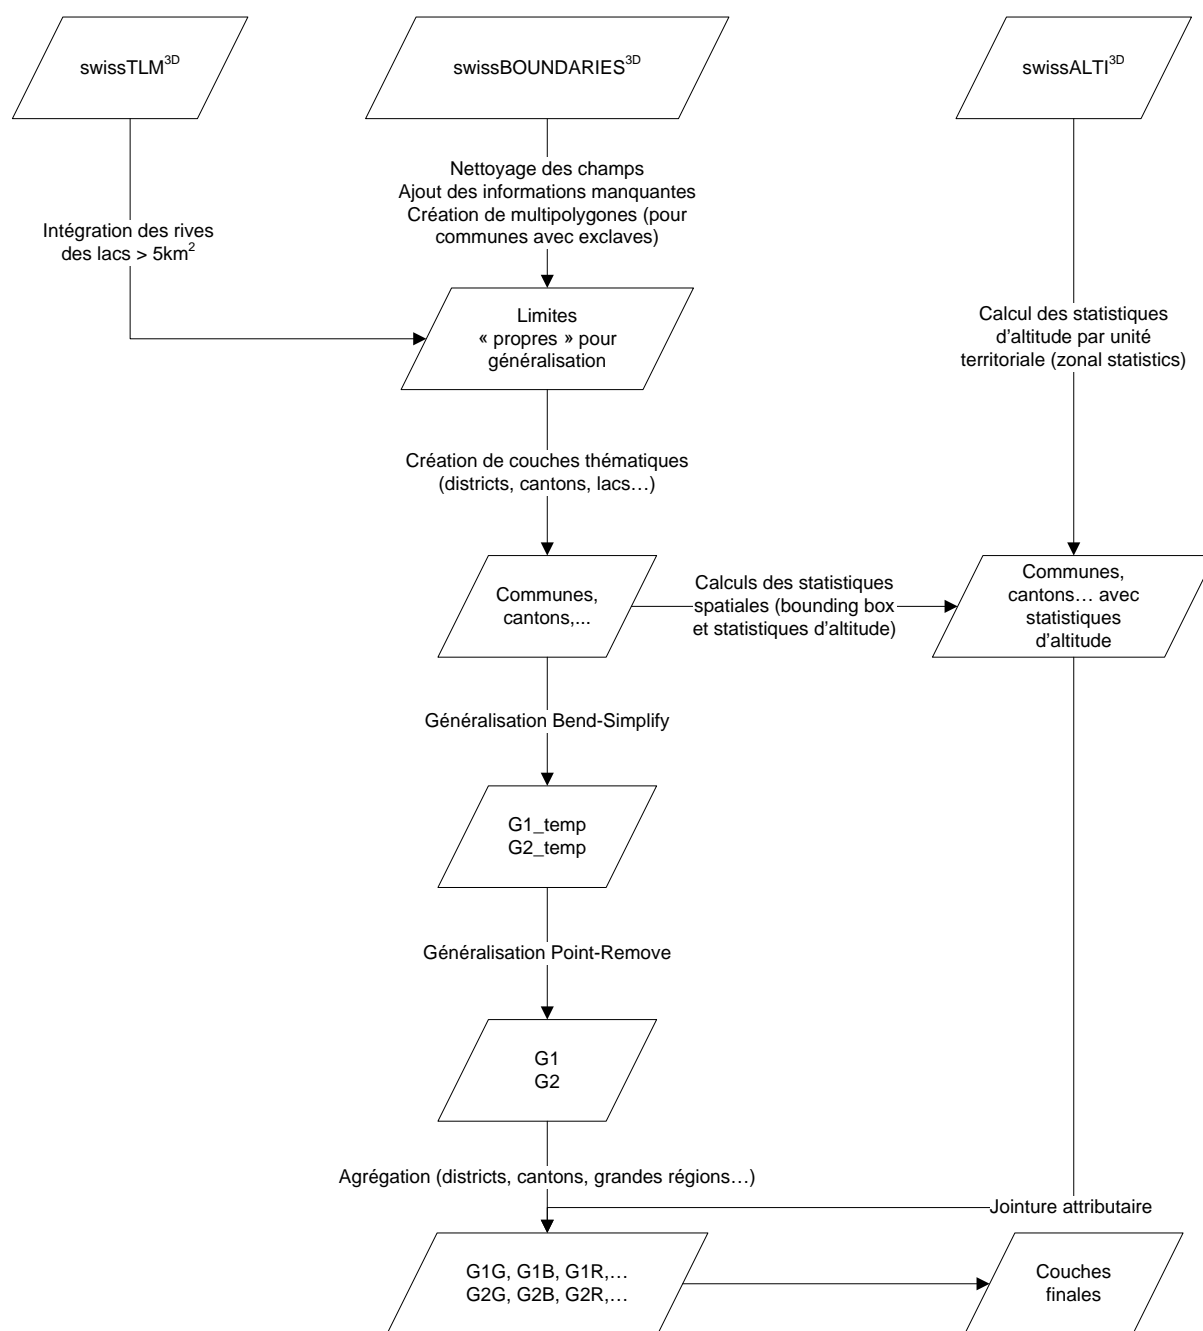 swissTLM3D
swissBOUNDARIES3D
swissALTI3D
Nettoyage des champs
Ajout des informations manquantes
Création de multipolygones (pour
communes avec exclaves)
Intégration des rives
des lacs > 5km2
Limites
« propres » pour
généralisation
Calcul des statistiques
d'altitude par unité
territoriale (zonal statistics)
Création de couches thématiques
(districts, cantons, lacs…)
Communes,
cantons,...
Calculs des statistiques
spatiales (bounding box
et statistiques d'altitude)
Communes,
cantons… avec
statistiques
d'altitude
Généralisation Bend-Simplify
G1_temp
G2_temp
Généralisation Point-Remove
G1
G2
Agrégation (districts, cantons, grandes régions…)
Jointure attributaire
G1G, G1B, G1R,…
G2G, G2B, G2R,…
Couches
finales